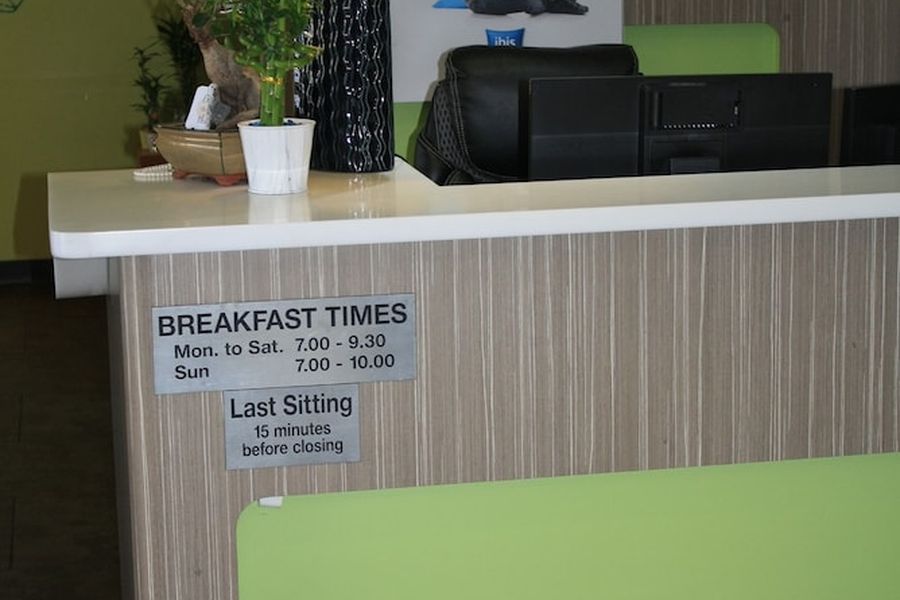 ibis
BREAKFAST TIMES
Mon. to Sat. 7.00 - 9.30
Sun 7.00 - 10.00
Last Sitting
15 minutes
before closing